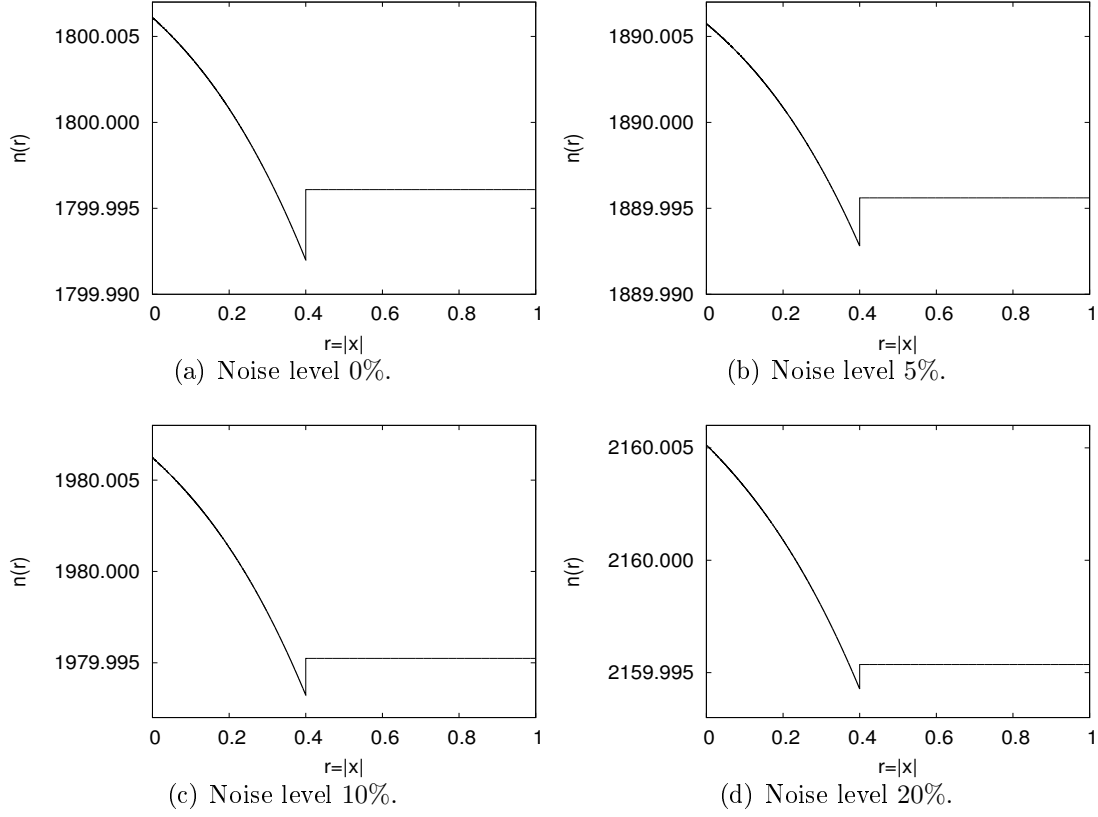 1800.005
1800.000
1799.995
1799.990
n(r)
0 0.2 0.4 0.6 0.8 1
r=|x|
(a) Noise level 0%.
1890.005
1890.000
1889.995
1889.990
n(r)
0 0.2 0.4 0.6 0.8 1
r=|x|
(b) Noise level 5%.
1980.005
1980.000
1979.995
n(r)
0 0.2 0.4 0.6 0.8 1
r=|x|
(c) Noise level 10%.
2160.005
2160.000
2159.995
n(r)
0 0.2 0.4 0.6 0.8 1
r=|x|
(d) Noise level 20%.